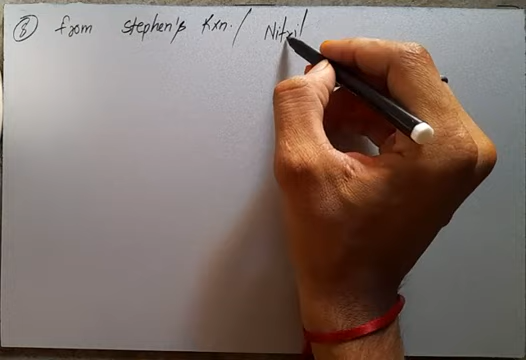 ⑧ from Stephen's Rxn. / Nitril